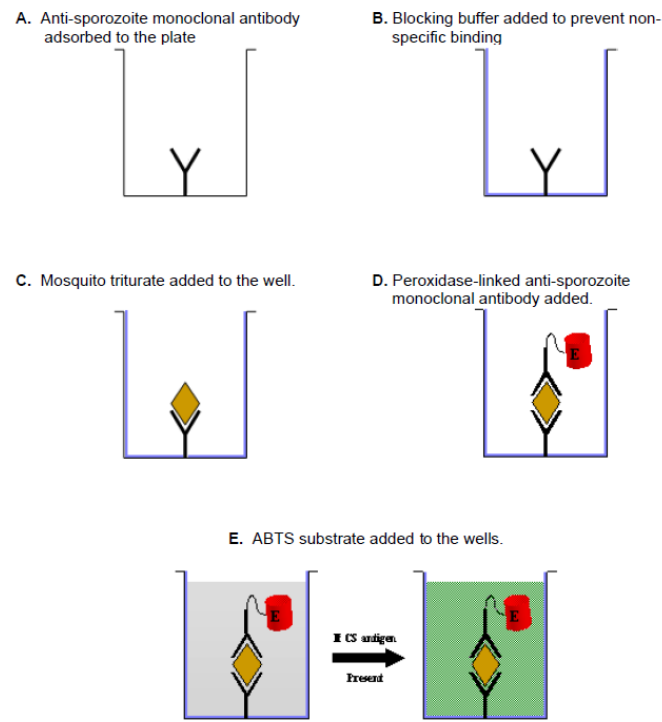 A. Anti-sporozoite monoclonal antibody
adsorbed to the plate
B. Blocking buffer added to prevent non-
specific binding
C. Mosquito triturate added to the well.
D. Peroxidase-linked anti-sporozoite
monoclonal antibody added.
E
E. ABTS substrate added to the wells.
E
If CS antigen
Present
E